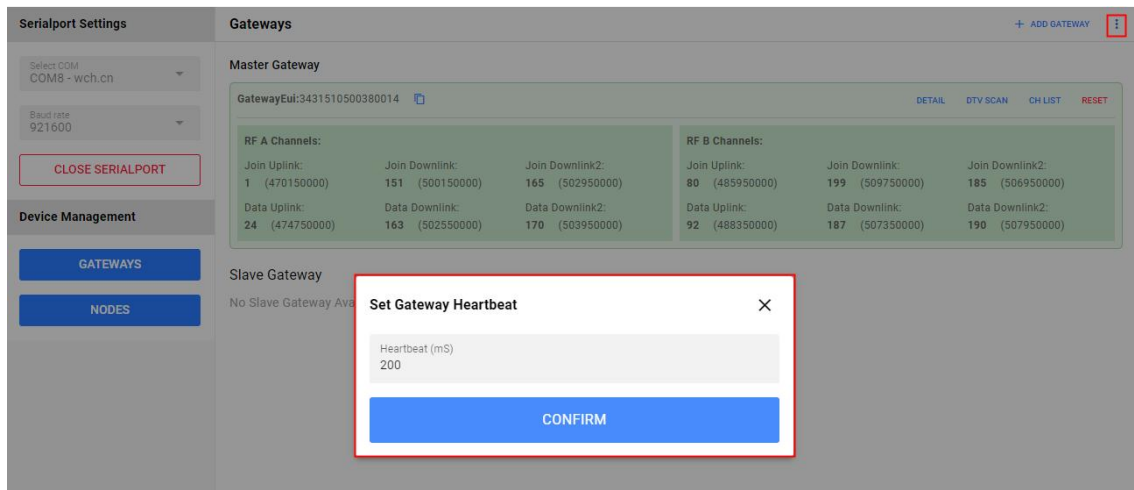 Serialport Settings
Select COM
COM8 - wch.cn
Baud rate
921600
CLOSE SERIALPORT
Device Management
GATEWAYS
NODES
Gateways
+ ADD GATEWAY
Master Gateway
GatewayEui:3431510500380014
DETAIL DTV SCAN CH LIST RESET
RF A Channels:
Join Uplink: Join Downlink: Join Downlink2:
1 (470150000) 151 (500150000) 165 (502950000)
Data Uplink: Data Downlink: Data Downlink2:
24 (474750000) 163 (502550000) 170 (503950000)
RF B Channels:
Join Uplink: Join Downlink: Join Downlink2:
80 (485950000) 199 (509750000) 185 (506950000)
Data Uplink: Data Downlink: Data Downlink2:
92 (488350000) 187 (507350000) 190 (507950000)
Slave Gateway
No Slave Gateway Ava
Set Gateway Heartbeat
Heartbeat (mS)
200
CONFIRM